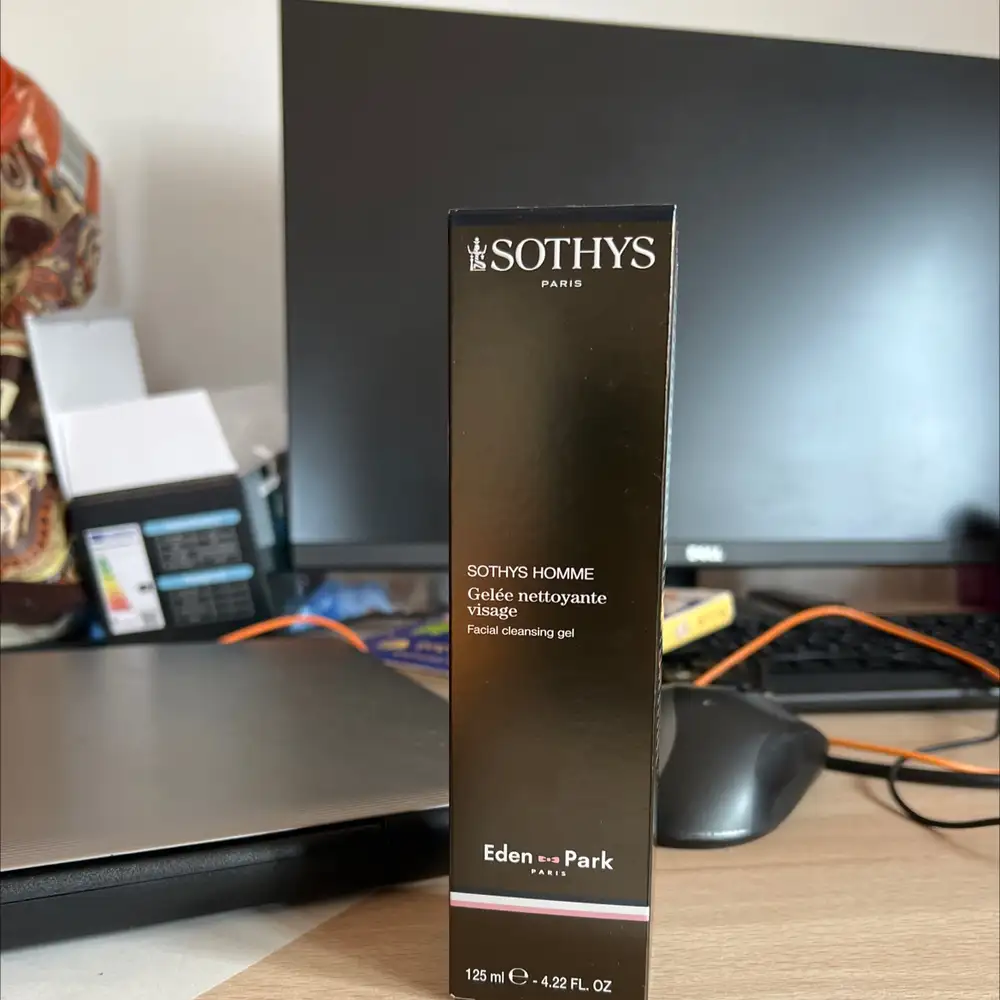 SOTHYS
PARIS
SOTHYS HOMME
Gelée nettoyante
visage
Facial cleansing gel
Eden Park
PARIS
125 ml ℮ - 4.22 FL. OZ
DELL